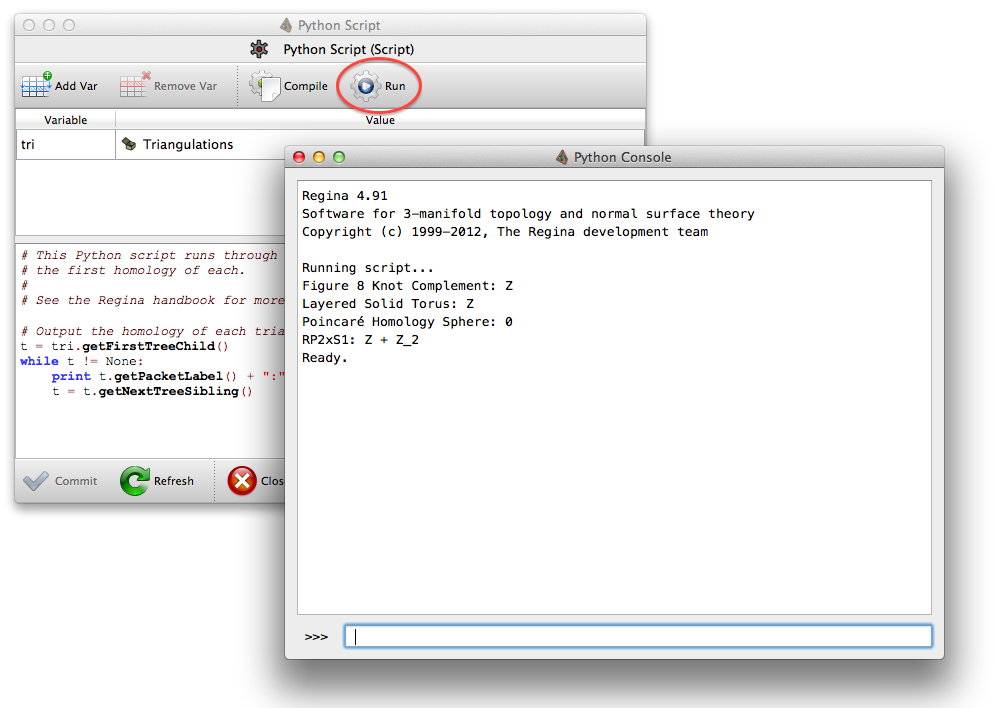 Python Script
Python Script (Script)
Add Var
Remove Var
Compile
Run
Variable
Value
tri
Triangulations
# This Python script runs through
# the first homology of each.
#
# See the Regina handbook for more
# Output the homology of each tria
t = tri.getFirstTreeChild()
while t != None:
print t.getPacketLabel() + ":"
t = t.getNextTreeSibling()
Commit
Refresh
Clos
Python Console
Regina 4.91
Software for 3-manifold topology and normal surface theory
Copyright (c) 1999-2012, The Regina development team
Running script...
Figure 8 Knot Complement: Z
Layered Solid Torus: Z
Poincaré Homology Sphere: 0
RP2xS1: Z + Z_2
Ready.
>>>